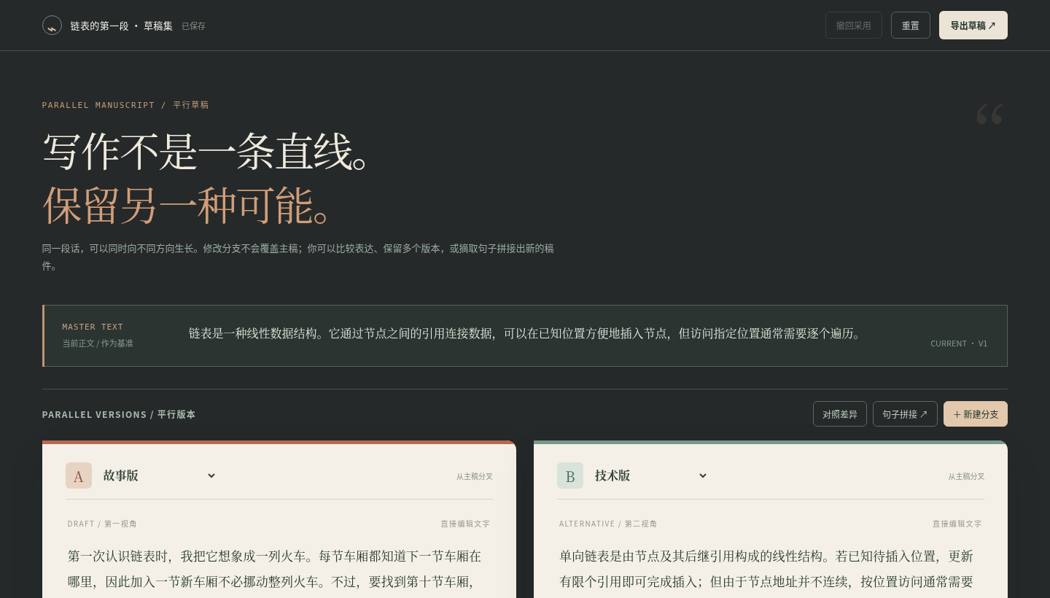 链表的第一段 · 草稿集 已保存
撤回采用 重置 导出草稿 ↗
PARALLEL MANUSCRIPT / 平行草稿
“
写作不是一条直线。
保留另一种可能。
同一段话，可以同时向不同方向生长。修改分支不会覆盖主稿；你可以比较表达、保留多个版本，或摘取句子拼接出新的稿
件。
MASTER TEXT
当前正文 / 作为基准
链表是一种线性数据结构。它通过节点之间的引用连接数据，可以在已知位置方便地插入节点，但访问指定位置通常需要逐个遍历。
CURRENT · V1
PARALLEL VERSIONS / 平行版本
对照差异 句子拼接 ↗ ＋ 新建分支
A 故事版 从主稿分叉
DRAFT / 第一视角 直接编辑文字
第一次认识链表时，我把它想象成一列火车。每节车厢都知道下一节车厢在
哪里，因此加入一节新车厢不必挪动整列火车。不过，要找到第十节车厢，
B 技术版 从主稿分叉
ALTERNATIVE / 第二视角 直接编辑文字
单向链表是由节点及其后继引用构成的线性结构。若已知待插入位置，更新
有限个引用即可完成插入；但由于节点地址并不连续，按位置访问通常需要